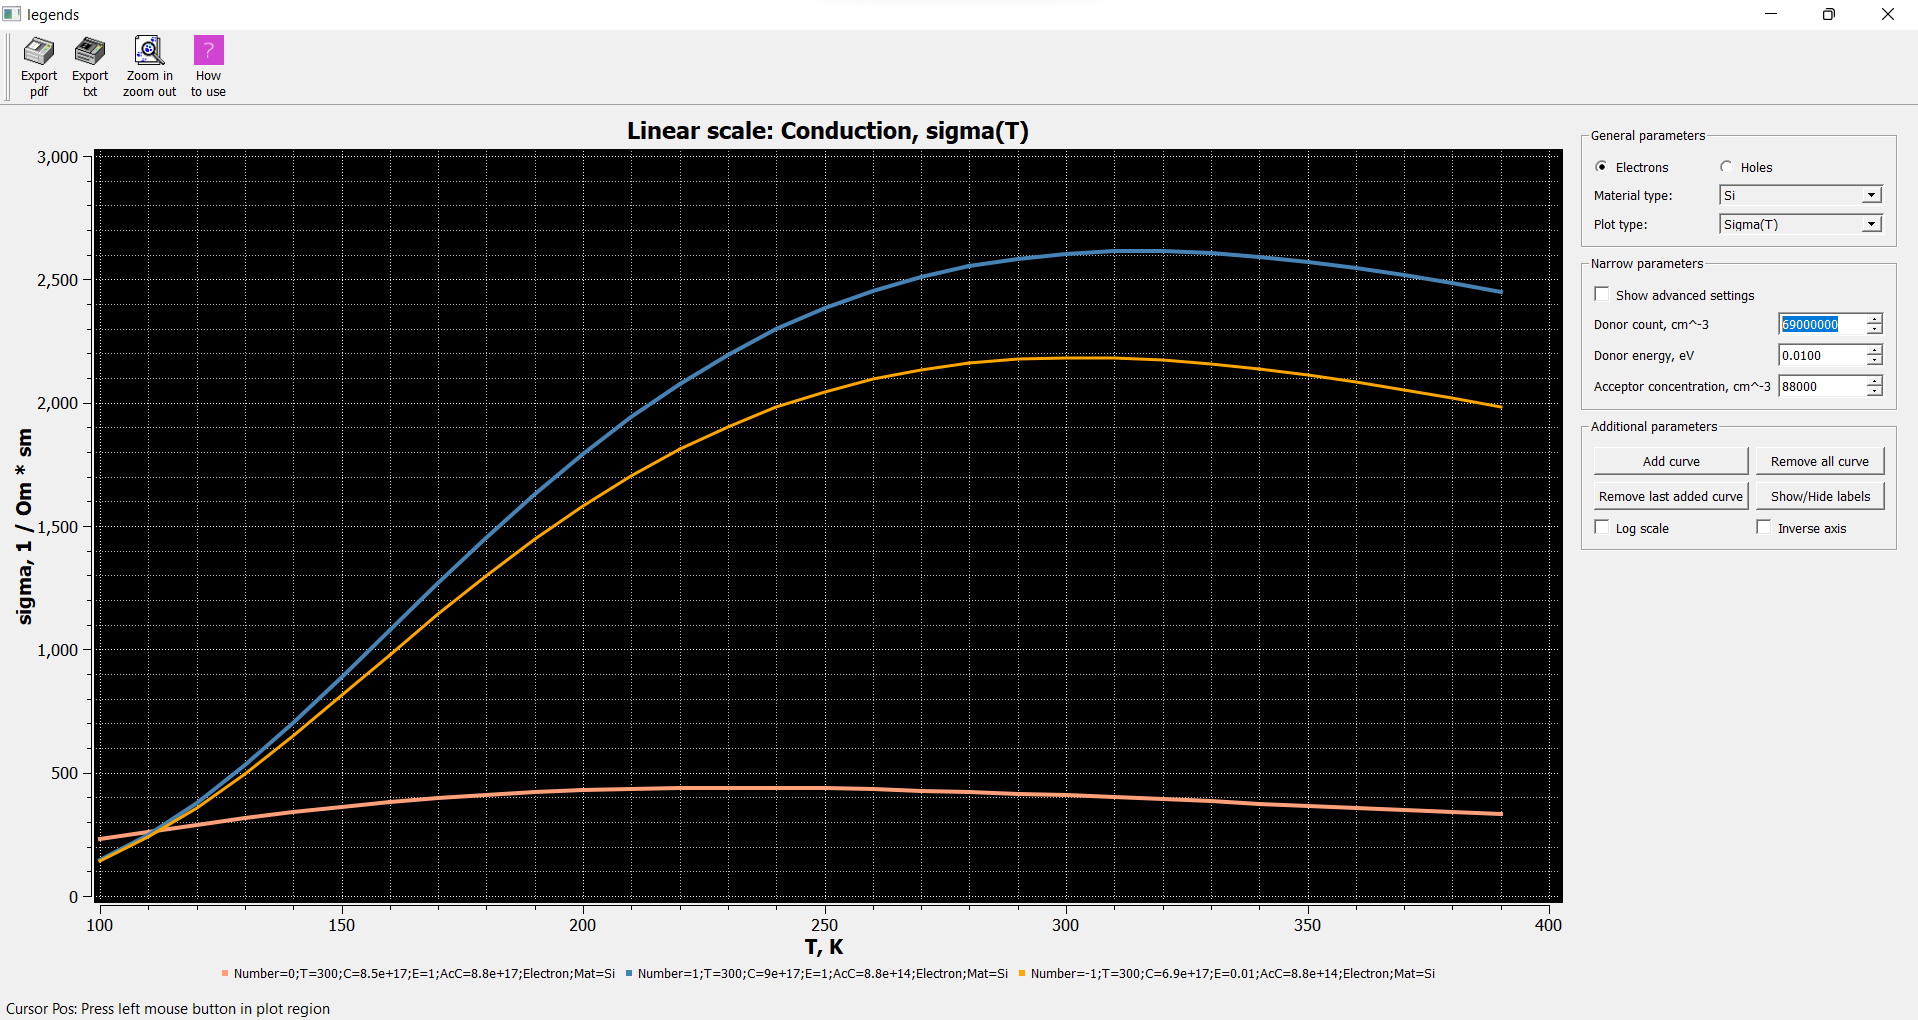 legends
Export pdf
Export txt
Zoom in zoom out
How to use
?
Linear scale: Conduction, sigma(T)
3,000
2,500
2,000
1,500
1,000
500
0
sigma, 1 / Om * sm
100 150 200 250 300 350 400
T, K
Number=0;T=300;C=8.5e+17;E=1;AcC=8.8e+17;Electron;Mat=Si Number=1;T=300;C=9e+17;E=1;AcC=8.8e+14;Electron;Mat=Si Number=-1;T=300;C=6.9e+17;E=0.01;AcC=8.8e+14;Electron;Mat=Si
General parameters
Electrons Holes
Material type: Si
Plot type: Sigma(T)
Narrow parameters
Show advanced settings
Donor count, cm^-3 69000000
Donor energy, eV 0.0100
Acceptor concentration, cm^-3 88000
Additional parameters
Add curve Remove all curve
Remove last added curve Show/Hide labels
Log scale Inverse axis
Cursor Pos: Press left mouse button in plot region